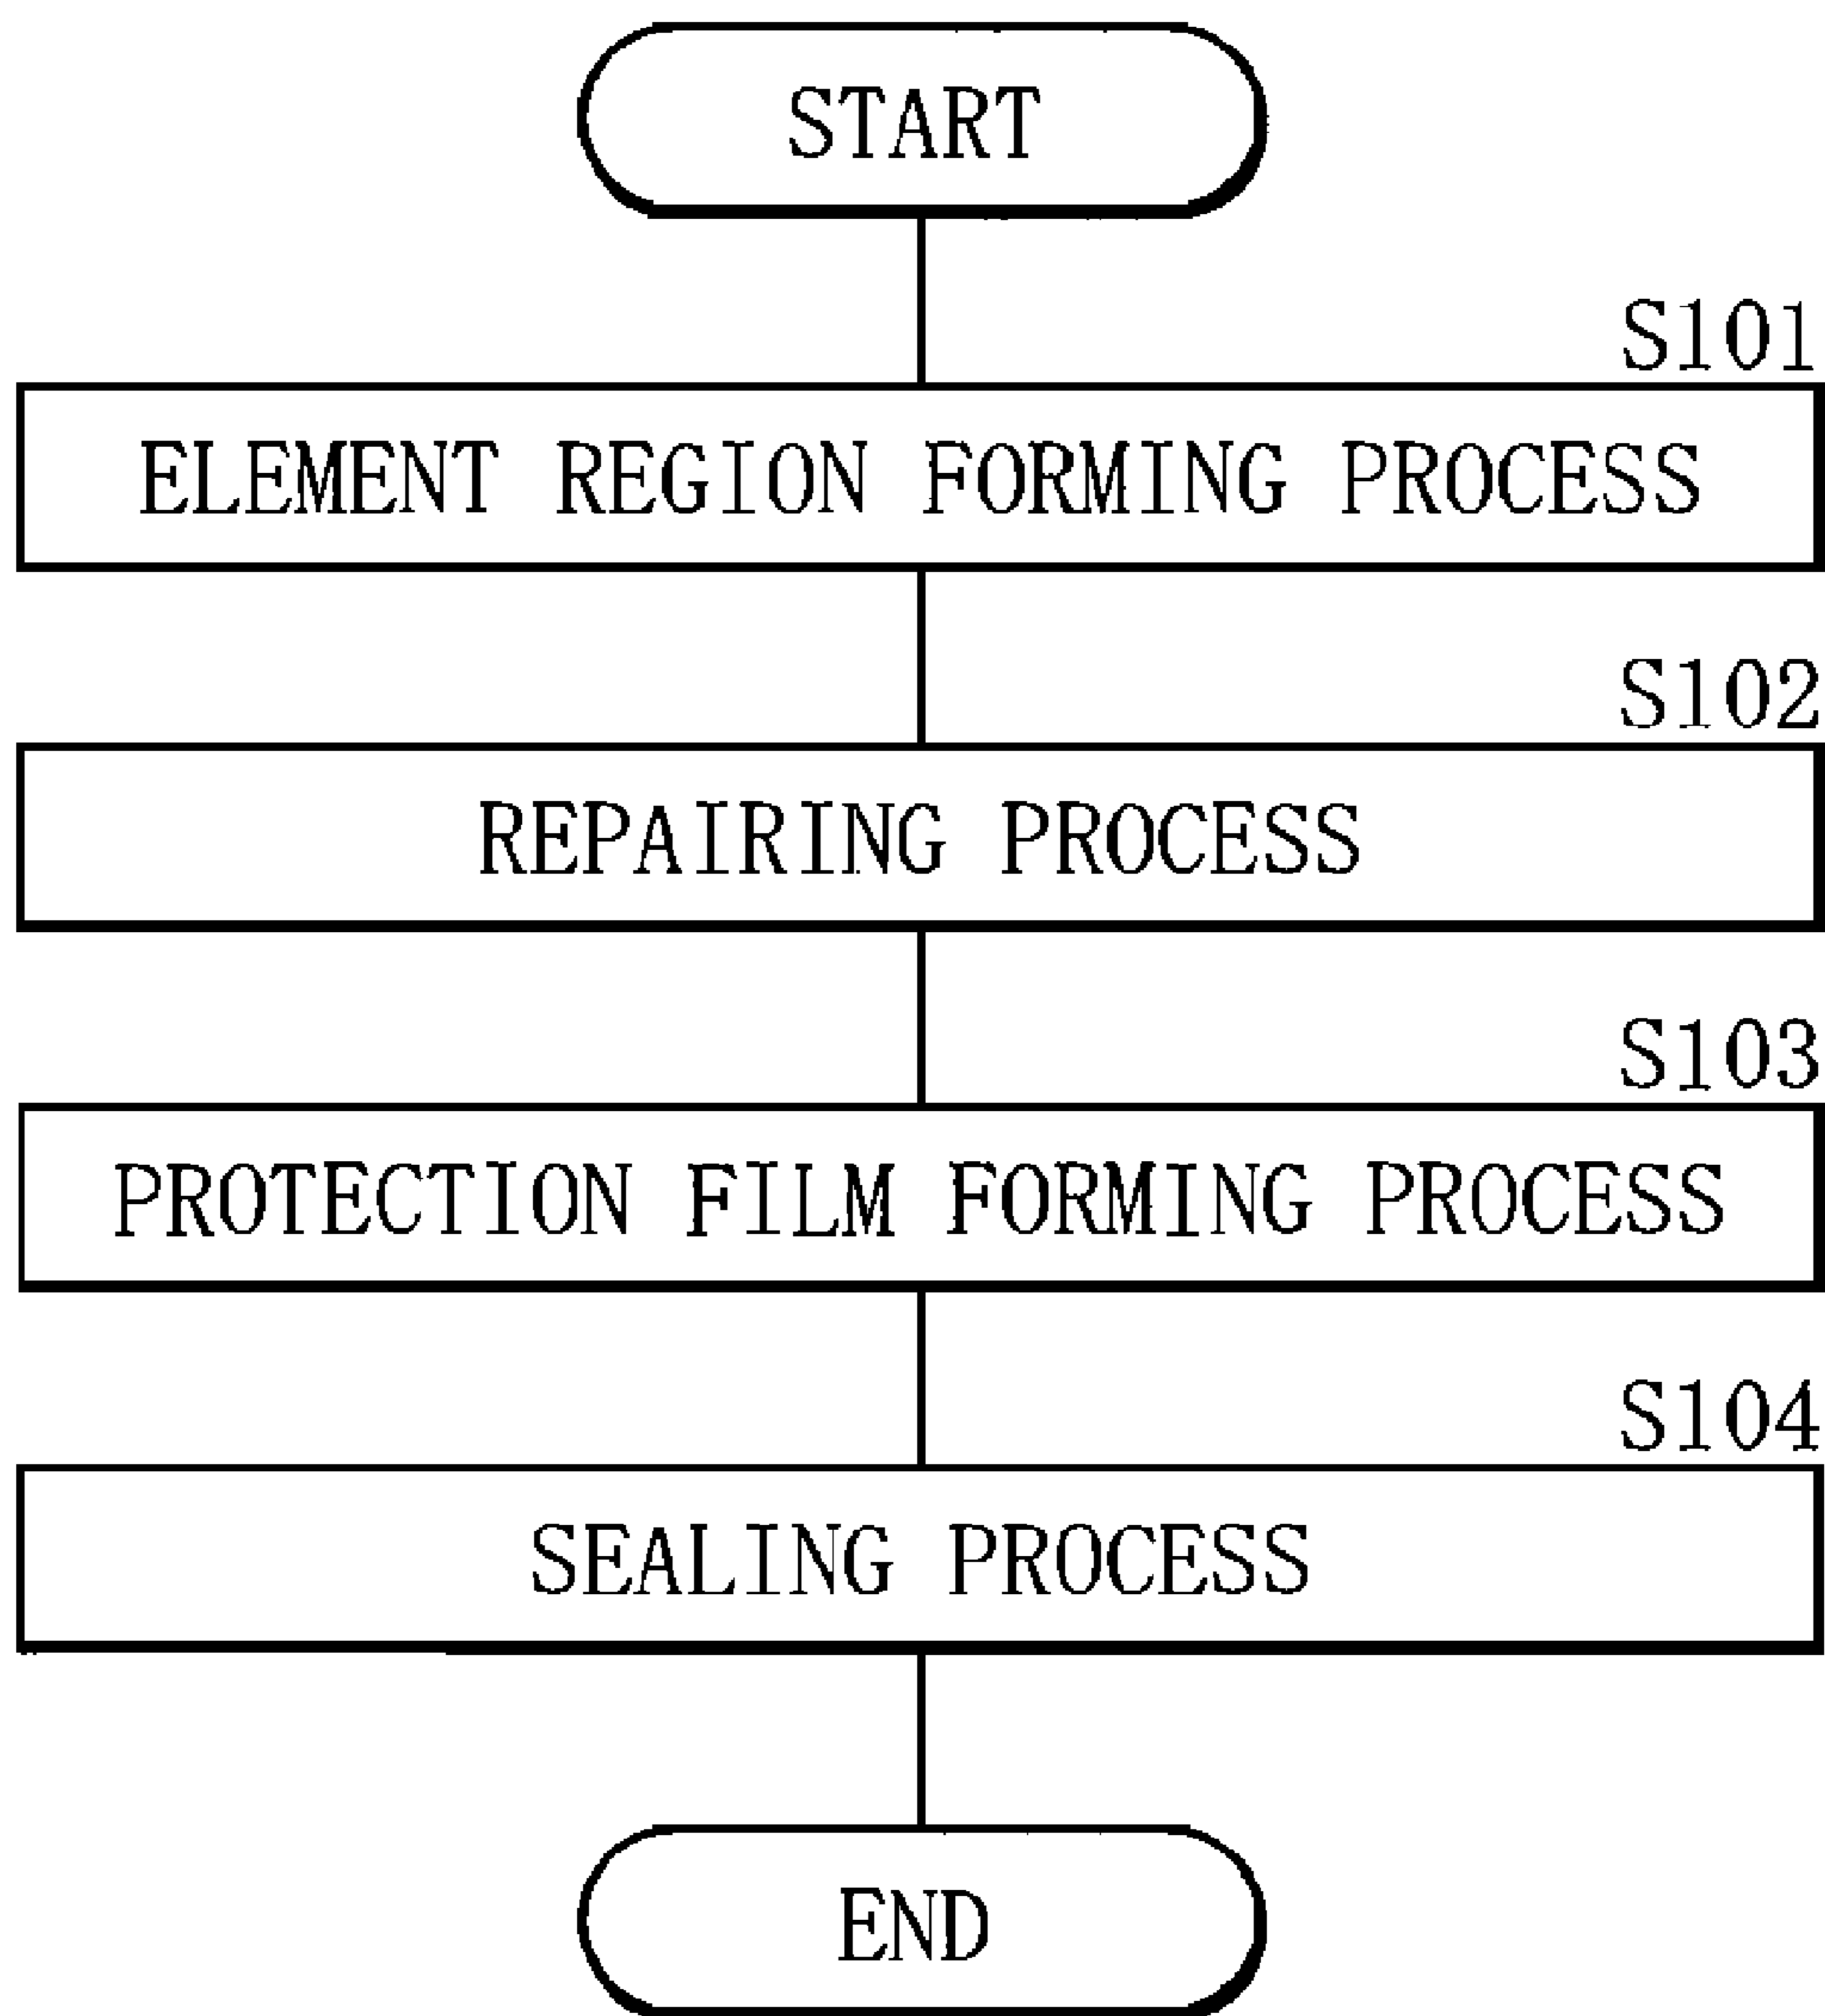 START
S101
ELEMENT REGION FORMING PROCESS
S102
REPAIRING PROCESS
S103
PROTECTION FILM FORMING PROCESS
S104
SEALING PROCESS
END